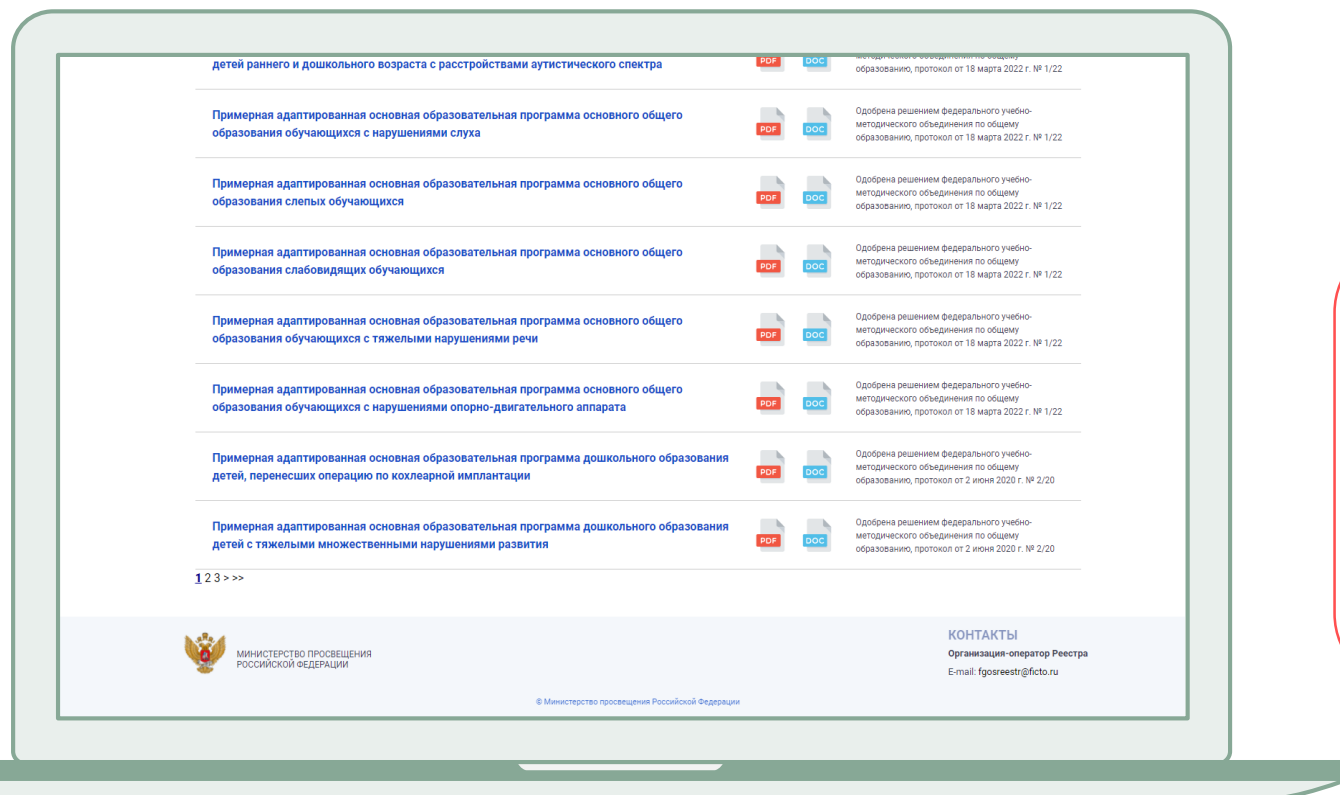 детей раннего и дошкольного возраста с расстройствами аутистического спектра
PDF DOC
методического объединения по общему
образованию, протокол от 18 марта 2022 г. № 1/22
Примерная адаптированная основная образовательная программа основного общего
образования обучающихся с нарушениями слуха
PDF DOC
Одобрена решением федерального учебно-
методического объединения по общему
образованию, протокол от 18 марта 2022 г. № 1/22
Примерная адаптированная основная образовательная программа основного общего
образования слепых обучающихся
PDF DOC
Одобрена решением федерального учебно-
методического объединения по общему
образованию, протокол от 18 марта 2022 г. № 1/22
Примерная адаптированная основная образовательная программа основного общего
образования слабовидящих обучающихся
PDF DOC
Одобрена решением федерального учебно-
методического объединения по общему
образованию, протокол от 18 марта 2022 г. № 1/22
Примерная адаптированная основная образовательная программа основного общего
образования обучающихся с тяжелыми нарушениями речи
PDF DOC
Одобрена решением федерального учебно-
методического объединения по общему
образованию, протокол от 18 марта 2022 г. № 1/22
Примерная адаптированная основная образовательная программа основного общего
образования обучающихся с нарушениями опорно-двигательного аппарата
PDF DOC
Одобрена решением федерального учебно-
методического объединения по общему
образованию, протокол от 18 марта 2022 г. № 1/22
Примерная адаптированная основная образовательная программа дошкольного образования
детей, перенесших операцию по кохлеарной имплантации
PDF DOC
Одобрена решением федерального учебно-
методического объединения по общему
образованию, протокол от 2 июня 2020 г. № 2/20
Примерная адаптированная основная образовательная программа дошкольного образования
детей с тяжелыми множественными нарушениями развития
PDF DOC
Одобрена решением федерального учебно-
методического объединения по общему
образованию, протокол от 2 июня 2020 г. № 2/20
1 2 3 > >>
МИНИСТЕРСТВО ПРОСВЕЩЕНИЯ
РОССИЙСКОЙ ФЕДЕРАЦИИ
КОНТАКТЫ
Организация-оператор Реестра
E-mail: fgosreestr@ficto.ru
© Министерство просвещения Российской Федерации